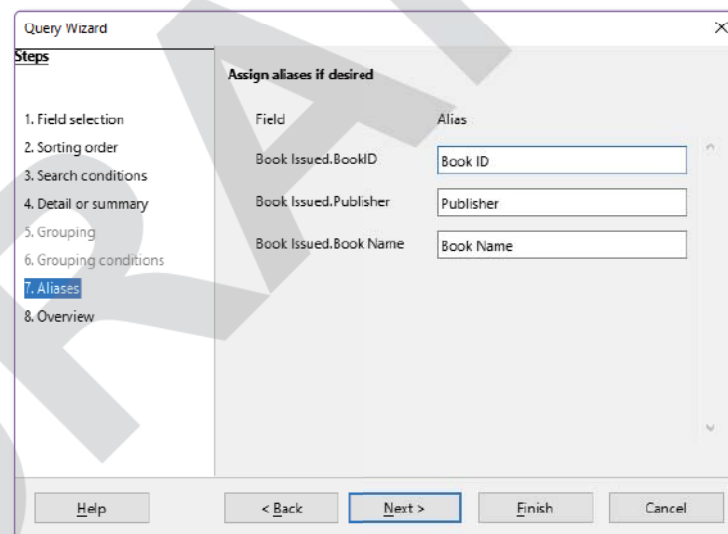 Query Wizard
Steps
1. Field selection
2. Sorting order
3. Search conditions
4. Detail or summary
5. Grouping
6. Grouping conditions
7. Aliases
8. Overview
Assign aliases if desired
Field Alias
Book Issued.BookID Book ID
Book Issued.Publisher Publisher
Book Issued.Book Name Book Name
Help < Back Next > Finish Cancel